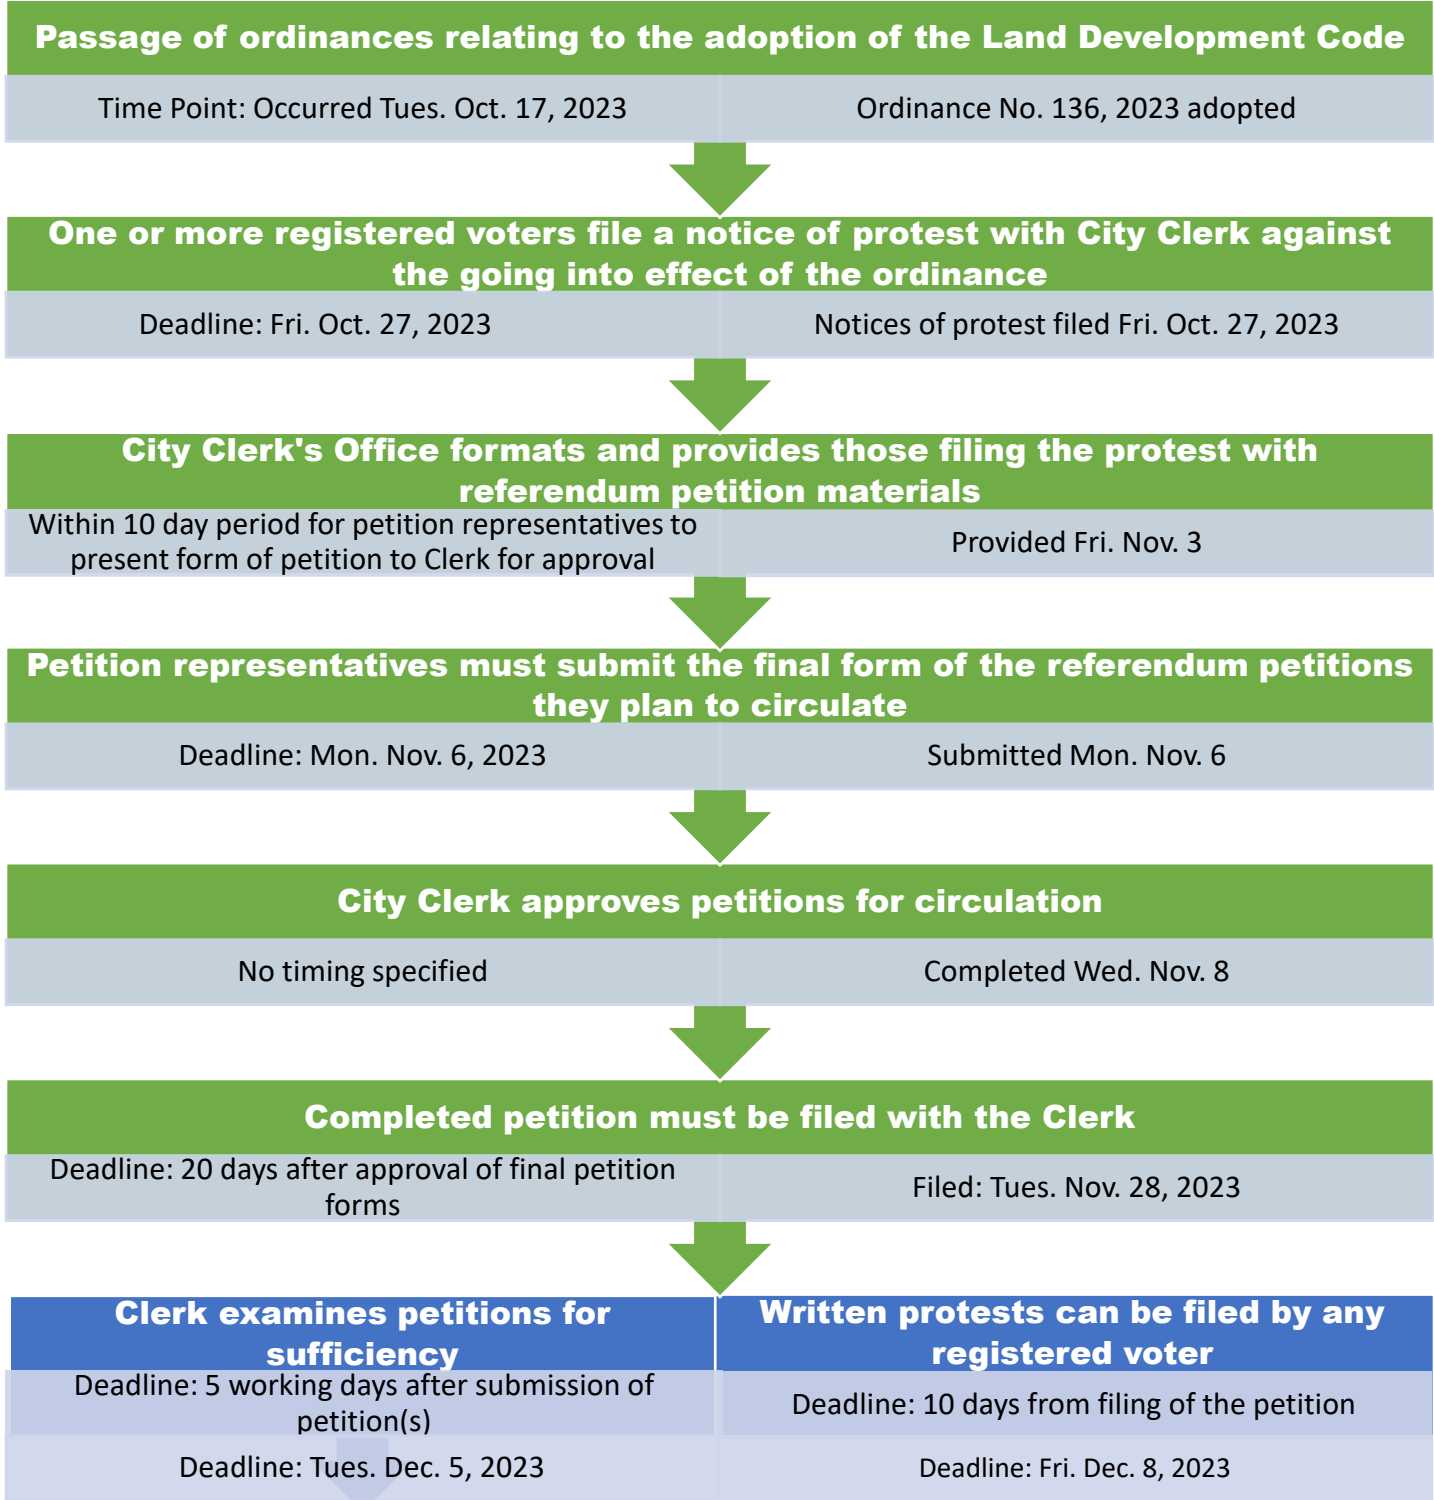 Passage of ordinances relating to the adoption of the Land Development Code
Time Point: Occurred Tues. Oct. 17, 2023
Ordinance No. 136, 2023 adopted
One or more registered voters file a notice of protest with City Clerk against
the going into effect of the ordinance
Deadline: Fri. Oct. 27, 2023
Notices of protest filed Fri. Oct. 27, 2023
City Clerk's Office formats and provides those filing the protest with
referendum petition materials
Within 10 day period for petition representatives to
present form of petition to Clerk for approval
Provided Fri. Nov. 3
Petition representatives must submit the final form of the referendum petitions
they plan to circulate
Deadline: Mon. Nov. 6, 2023
Submitted Mon. Nov. 6
City Clerk approves petitions for circulation
No timing specified
Completed Wed. Nov. 8
Completed petition must be filed with the Clerk
Deadline: 20 days after approval of final petition
forms
Filed: Tues. Nov. 28, 2023
Clerk examines petitions for
sufficiency
Deadline: 5 working days after submission of
petition(s)
Deadline: Tues. Dec. 5, 2023
Written protests can be filed by any
registered voter
Deadline: 10 days from filing of the petition
Deadline: Fri. Dec. 8, 2023